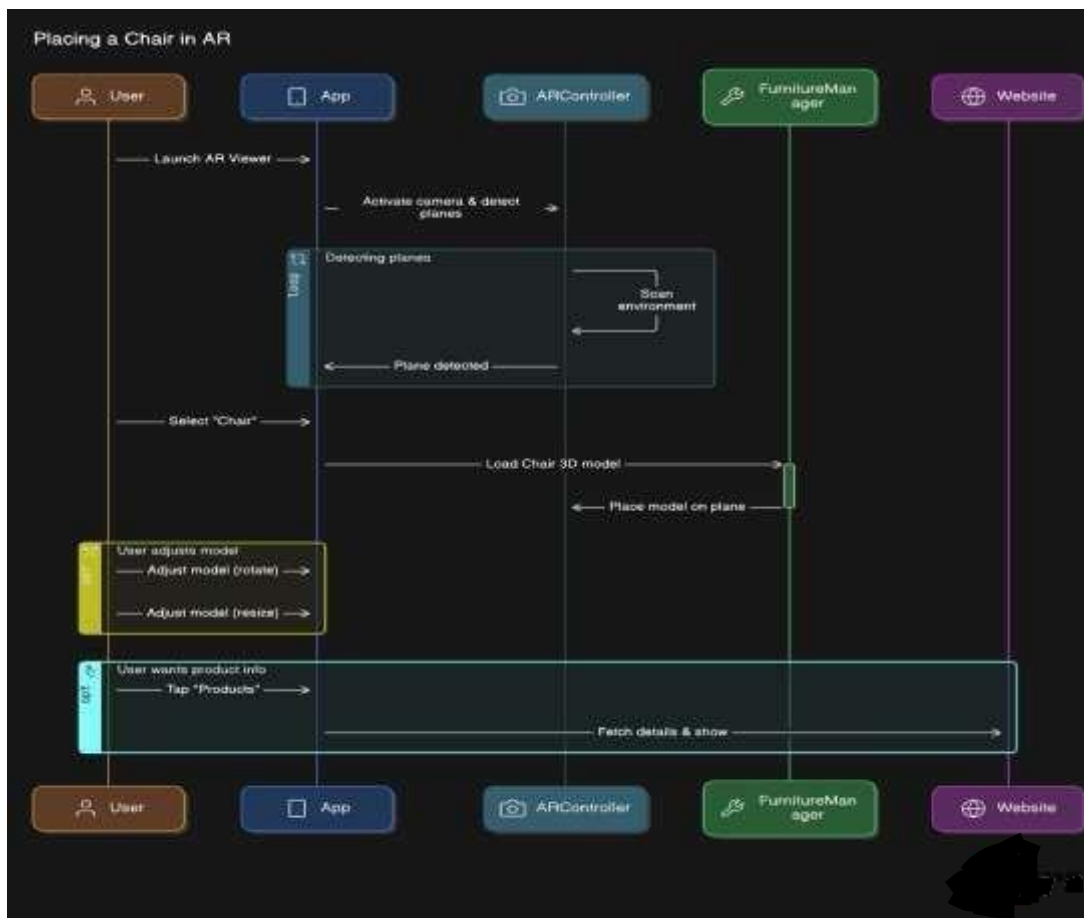 Placing a Chair in AR
User
App
ARController
FurnitureMan
ager
Website
Launch AR Viewer
Activate camera & detect
planes
loop
Detecting planes
Scan
environment
Plane detected
Select "Chair"
Load Chair 3D model
Place model on plane
User adjusts model
Adjust model (rotate)
Adjust model (resize)
opt
User wants product info
Tap "Products"
Fetch details & show
User
App
ARController
FurnitureMan
ager
Website